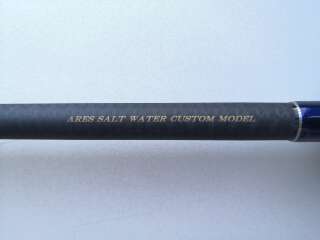 ARES SALT WATER CUSTOM MODEL